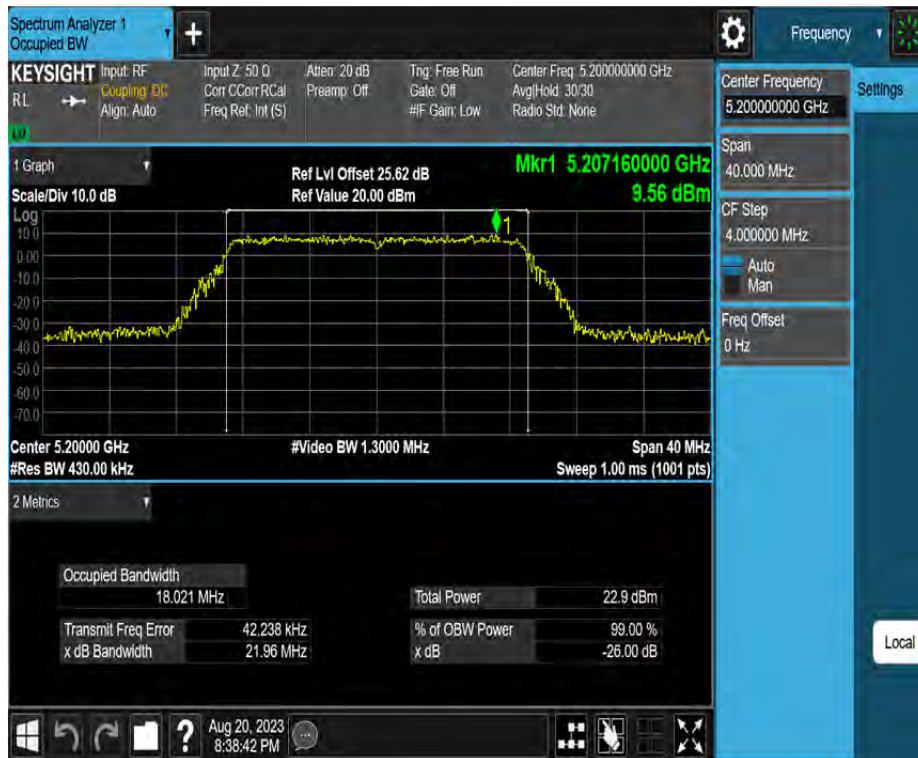 Spectrum Analyzer 1
Occupied BW
+
Frequency
KEYSIGHT
RL
Input: RF
Coupling: DC
Align: Auto
Input Z: 50 Ω
Corr CCorr RCal
Freq Ref: Int (S)
Atten: 20 dB
Preamp: Off
Trig: Free Run
Gate: Off
#IF Gain: Low
Center Freq: 5.200000000 GHz
Avg|Hold: 30/30
Radio Std: None
Center Frequency
5.200000000 GHz
Settings
Span
40.000 MHz
CF Step
4.000000 MHz
Auto
Man
Freq Offset
0 Hz
1 Graph
Scale/Div 10.0 dB
Ref Lvl Offset 25.62 dB
Ref Value 20.00 dBm
Mkr1 5.207160000 GHz
9.56 dBm
Log
10.0
0.00
-10.0
-20.0
-30.0
-40.0
-50.0
-60.0
-70.0
1
Center 5.20000 GHz
#Video BW 1.3000 MHz
Span 40 MHz
#Res BW 430.00 kHz
Sweep 1.00 ms (1001 pts)
2 Metrics
Occupied Bandwidth
18.021 MHz
Total Power 22.9 dBm
Transmit Freq Error 42.238 kHz
% of OBW Power 99.00 %
x dB Bandwidth 21.96 MHz
x dB -26.00 dB
Local
?
Aug 20, 2023
8:38:42 PM